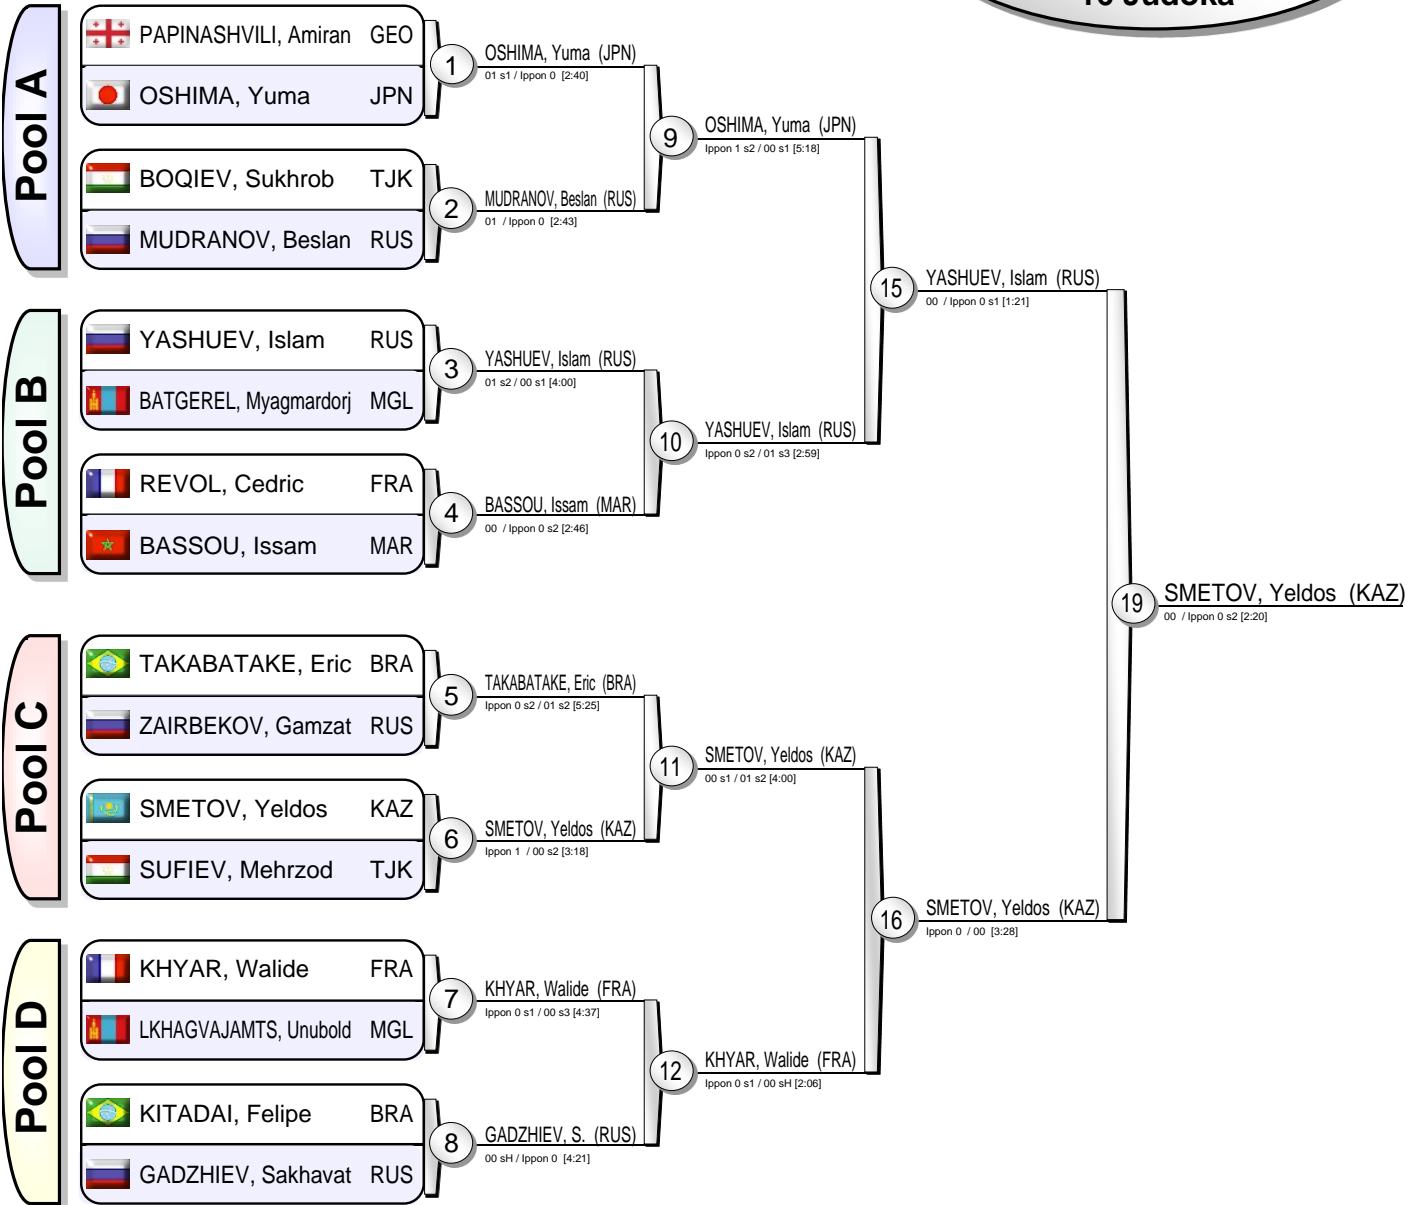 16 Judoka
Pool A
PAPINASHVILI, Amiran GEO
OSHIMA, Yuma JPN
1
OSHIMA, Yuma (JPN)
01 s1 / Ippon 0 [2:40]
BOQIEV, Sukhrob TJK
MUDRANOV, Beslan RUS
2
MUDRANOV, Beslan (RUS)
01 / Ippon 0 [2:43]
9
OSHIMA, Yuma (JPN)
Ippon 1 s2 / 00 s1 [5:18]
Pool B
YASHUEV, Islam RUS
BATGEREL, Myagmardorj MGL
3
YASHUEV, Islam (RUS)
01 s2 / 00 s1 [4:00]
REVOL, Cedric FRA
BASSOU, Issam MAR
4
BASSOU, Issam (MAR)
00 / Ippon 0 s2 [2:46]
10
YASHUEV, Islam (RUS)
Ippon 0 s2 / 01 s3 [2:59]
15
YASHUEV, Islam (RUS)
00 / Ippon 0 s1 [1:21]
Pool C
TAKABATAKE, Eric BRA
ZAIRBEKOV, Gamzat RUS
5
TAKABATAKE, Eric (BRA)
Ippon 0 s2 / 01 s2 [5:25]
SMETOV, Yeldos KAZ
SUFIEV, Mehrzod TJK
6
SMETOV, Yeldos (KAZ)
Ippon 1 / 00 s2 [3:18]
11
SMETOV, Yeldos (KAZ)
00 s1 / 01 s2 [4:00]
Pool D
KHYAR, Walide FRA
LKHAGVAJAMTS, Unubold MGL
7
KHYAR, Walide (FRA)
Ippon 0 s1 / 00 s3 [4:37]
KITADAI, Felipe BRA
GADZHIEV, Sakhavat RUS
8
GADZHIEV, S. (RUS)
00 sH / Ippon 0 [4:21]
12
KHYAR, Walide (FRA)
Ippon 0 s1 / 00 sH [2:06]
16
SMETOV, Yeldos (KAZ)
Ippon 0 / 00 [3:28]
19
SMETOV, Yeldos (KAZ)
00 / Ippon 0 s2 [2:20]